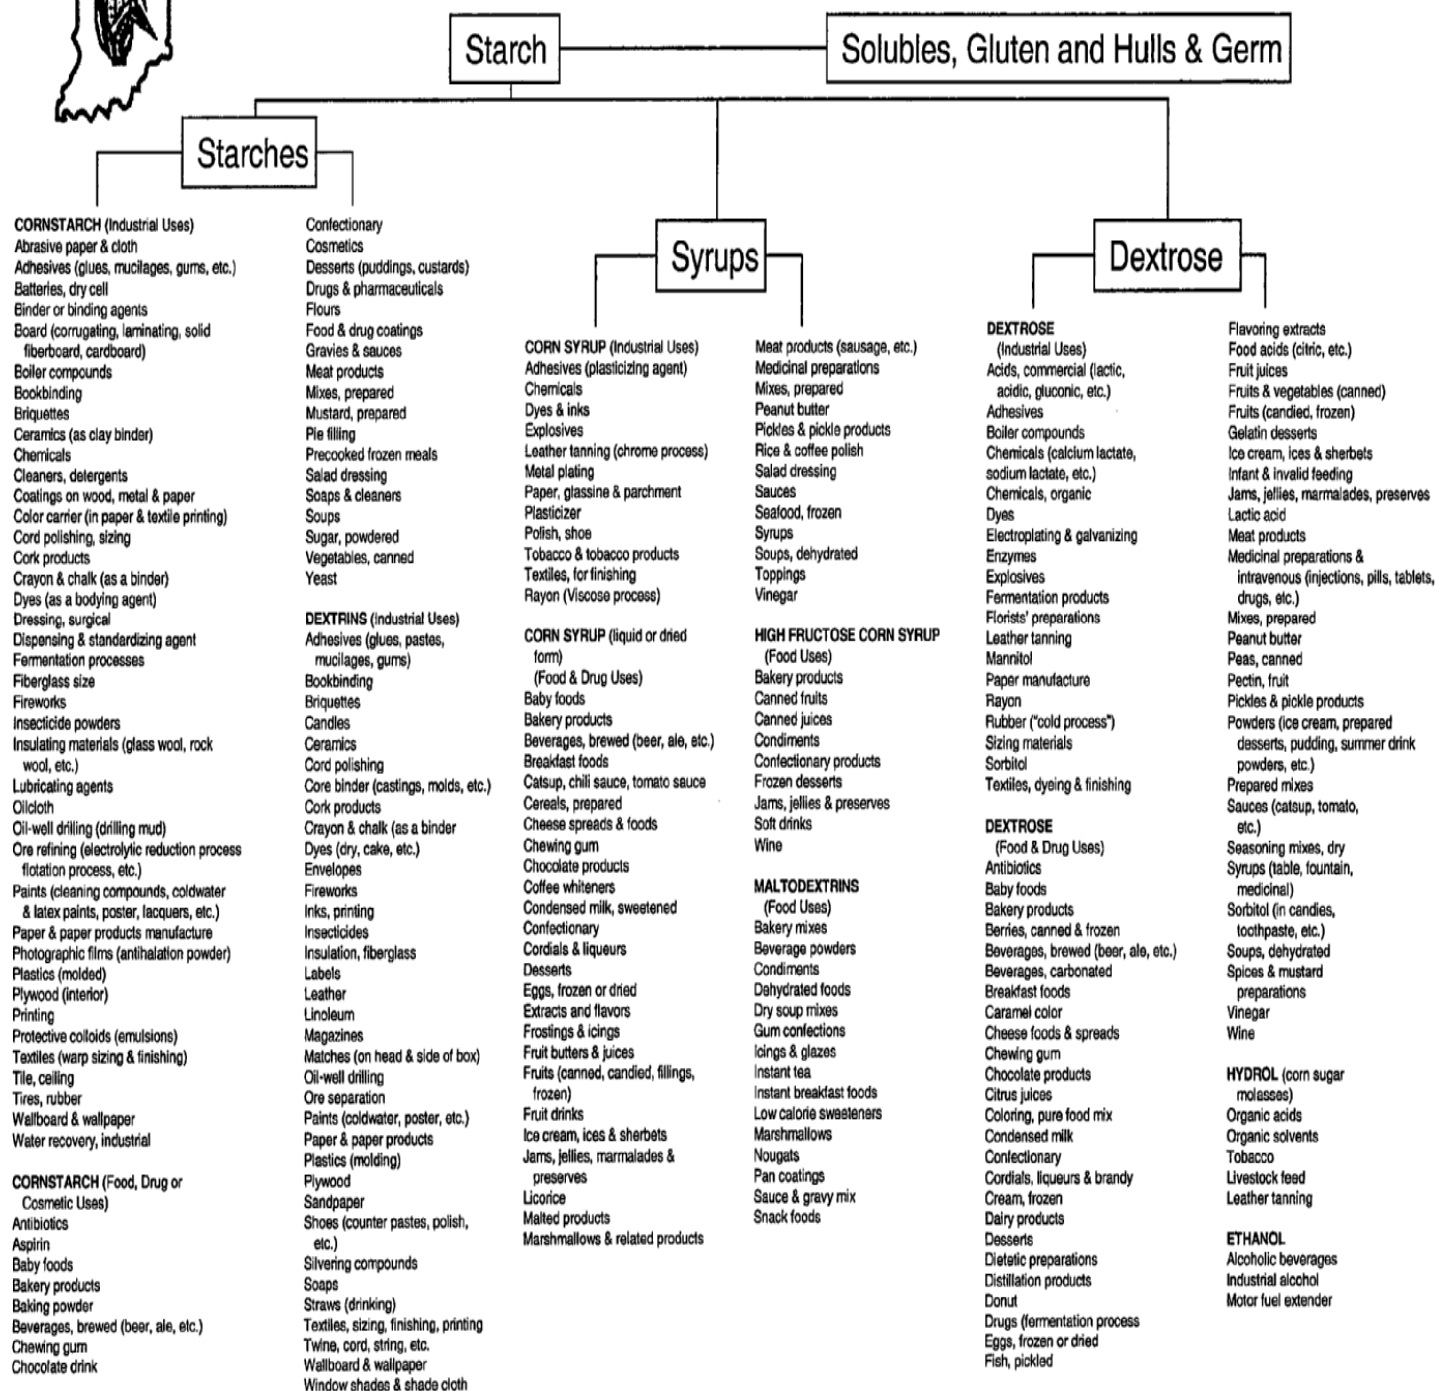 Starch
Solubles, Gluten and Hulls & Germ
Starches
CORNSTARCH (Industrial Uses)
Abrasive paper & cloth
Adhesives (glues, mucilages, gums, etc.)
Batteries, dry cell
Binder or binding agents
Board (corrugating, laminating, solid
fiberboard, cardboard)
Boiler compounds
Bookbinding
Briquettes
Ceramics (as clay binder)
Chemicals
Cleaners, detergents
Coatings on wood, metal & paper
Color carrier (in paper & textile printing)
Cord polishing, sizing
Cork products
Crayon & chalk (as a binder)
Dyes (as a bodying agent)
Dressing, surgical
Dispensing & standardizing agent
Fermentation processes
Fiberglass size
Fireworks
Insecticide powders
Insulating materials (glass wool, rock
wool, etc.)
Lubricating agents
Oilcloth
Oil-well drilling (drilling mud)
Ore refining (electrolytic reduction process
flotation process, etc.)
Paints (cleaning compounds, coldwater
& latex paints, poster, lacquers, etc.)
Paper & paper products manufacture
Photographic films (antihalation powder)
Plastics (molded)
Plywood (interior)
Printing
Protective colloids (emulsions)
Textiles (warp sizing & finishing)
Tile, ceiling
Tires, rubber
Wallboard & wallpaper
Water recovery, industrial
CORNSTARCH (Food, Drug or
Cosmetic Uses)
Antibiotics
Aspirin
Baby foods
Bakery products
Baking powder
Beverages, brewed (beer, ale, etc.)
Chewing gum
Chocolate drink
Confectionary
Cosmetics
Desserts (puddings, custards)
Drugs & pharmaceuticals
Flours
Food & drug coatings
Gravies & sauces
Meat products
Mixes, prepared
Mustard, prepared
Pie filling
Precooked frozen meals
Salad dressing
Soaps & cleaners
Soups
Sugar, powdered
Vegetables, canned
Yeast
DEXTRINS (Industrial Uses)
Adhesives (glues, pastes,
mucilages, gums)
Bookbinding
Briquettes
Candles
Ceramics
Cord polishing
Core binder (castings, molds, etc.)
Cork products
Crayon & chalk (as a binder
Dyes (dry, cake, etc.)
Envelopes
Fireworks
Inks, printing
Insecticides
Insulation, fiberglass
Labels
Leather
Linoleum
Magazines
Matches (on head & side of box)
Oil-well drilling
Ore separation
Paints (coldwater, poster, etc.)
Paper & paper products
Plastics (molding)
Plywood
Sandpaper
Shoes (counter pastes, polish,
etc.)
Silvering compounds
Soaps
Straws (drinking)
Textiles, sizing, finishing, printing
Twine, cord, string, etc.
Wallboard & wallpaper
Window shades & shade cloth
Syrups
CORN SYRUP (Industrial Uses)
Adhesives (plasticizing agent)
Chemicals
Dyes & inks
Explosives
Leather tanning (chrome process)
Metal plating
Paper, glassine & parchment
Plasticizer
Polish, shoe
Tobacco & tobacco products
Textiles, for finishing
Rayon (Viscose process)
CORN SYRUP (liquid or dried
form)
(Food & Drug Uses)
Baby foods
Bakery products
Beverages, brewed (beer, ale, etc.)
Breakfast foods
Catsup, chili sauce, tomato sauce
Cereals, prepared
Cheese spreads & foods
Chewing gum
Chocolate products
Coffee whiteners
Condensed milk, sweetened
Confectionary
Cordials & liqueurs
Desserts
Eggs, frozen or dried
Extracts and flavors
Frostings & icings
Fruit butters & juices
Fruits (canned, candied, fillings,
frozen)
Fruit drinks
Ice cream, ices & sherbets
Jams, jellies, marmalades &
preserves
Licorice
Malted products
Marshmallows & related products
Meat products (sausage, etc.)
Medicinal preparations
Mixes, prepared
Peanut butter
Pickles & pickle products
Rice & coffee polish
Salad dressing
Sauces
Seafood, frozen
Syrups
Soups, dehydrated
Toppings
Vinegar
HIGH FRUCTOSE CORN SYRUP
(Food Uses)
Bakery products
Canned fruits
Canned juices
Condiments
Confectionary products
Frozen desserts
Jams, jellies & preserves
Soft drinks
Wine
MALTODEXTRINS
(Food Uses)
Bakery mixes
Beverage powders
Condiments
Dehydrated foods
Dry soup mixes
Gum confections
Icings & glazes
Instant tea
Instant breakfast foods
Low calorie sweeteners
Marshmallows
Nougats
Pan coatings
Sauce & gravy mix
Snack foods
Dextrose
DEXTROSE
(Industrial Uses)
Acids, commercial (lactic,
acidic, gluconic, etc.)
Adhesives
Boiler compounds
Chemicals (calcium lactate,
sodium lactate, etc.)
Chemicals, organic
Dyes
Electroplating & galvanizing
Enzymes
Explosives
Fermentation products
Florists' preparations
Leather tanning
Mannitol
Paper manufacture
Rayon
Rubber ("cold process")
Sizing materials
Sorbitol
Textiles, dyeing & finishing
DEXTROSE
(Food & Drug Uses)
Antibiotics
Baby foods
Bakery products
Berries, canned & frozen
Beverages, brewed (beer, ale, etc.)
Beverages, carbonated
Breakfast foods
Caramel color
Cheese foods & spreads
Chewing gum
Chocolate products
Citrus juices
Coloring, pure food mix
Condensed milk
Confectionary
Cordials, liqueurs & brandy
Cream, frozen
Dairy products
Desserts
Dietetic preparations
Distillation products
Donut
Drugs (fermentation process
Eggs, frozen or dried
Fish, pickled
Flavoring extracts
Food acids (citric, etc.)
Fruit juices
Fruits & vegetables (canned)
Fruits (candied, frozen)
Gelatin desserts
Ice cream, ices & sherbets
Infant & invalid feeding
Jams, jellies, marmalades, preserves
Lactic acid
Meat products
Medicinal preparations &
intravenous (injections, pills, tablets,
drugs, etc.)
Mixes, prepared
Peanut butter
Peas, canned
Pectin, fruit
Pickles & pickle products
Powders (ice cream, prepared
desserts, pudding, summer drink
powders, etc.)
Prepared mixes
Sauces (catsup, tomato,
etc.)
Seasoning mixes, dry
Syrups (table, fountain,
medicinal)
Sorbitol (in candies,
toothpaste, etc.)
Soups, dehydrated
Spices & mustard
preparations
Vinegar
Wine
HYDROL (corn sugar
molasses)
Organic acids
Organic solvents
Tobacco
Livestock feed
Leather tanning
ETHANOL
Alcoholic beverages
Industrial alcohol
Motor fuel extender